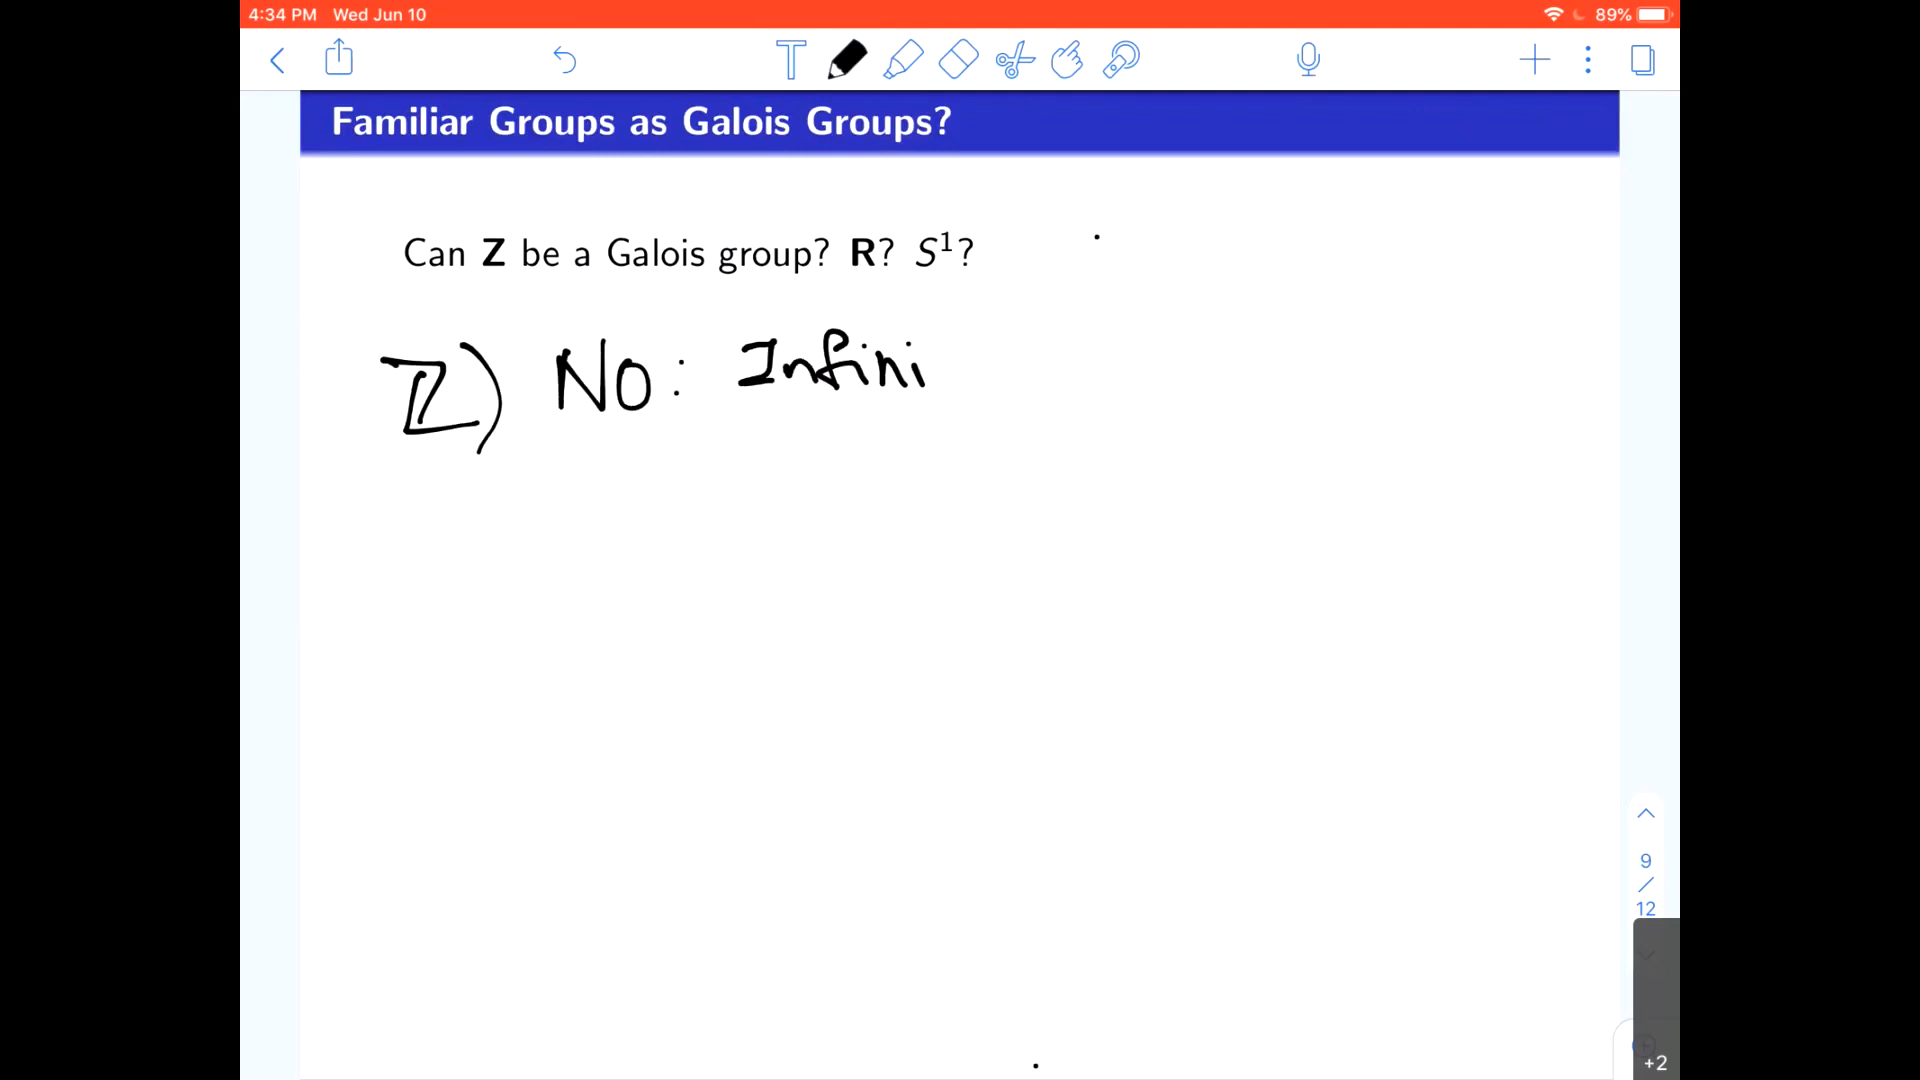 4:34 PM Wed Jun 10 89%
T
Familiar Groups as Galois Groups?
Can Z be a Galois group? R? S¹?
ℤ) NO: Infini
9
/
12
+2